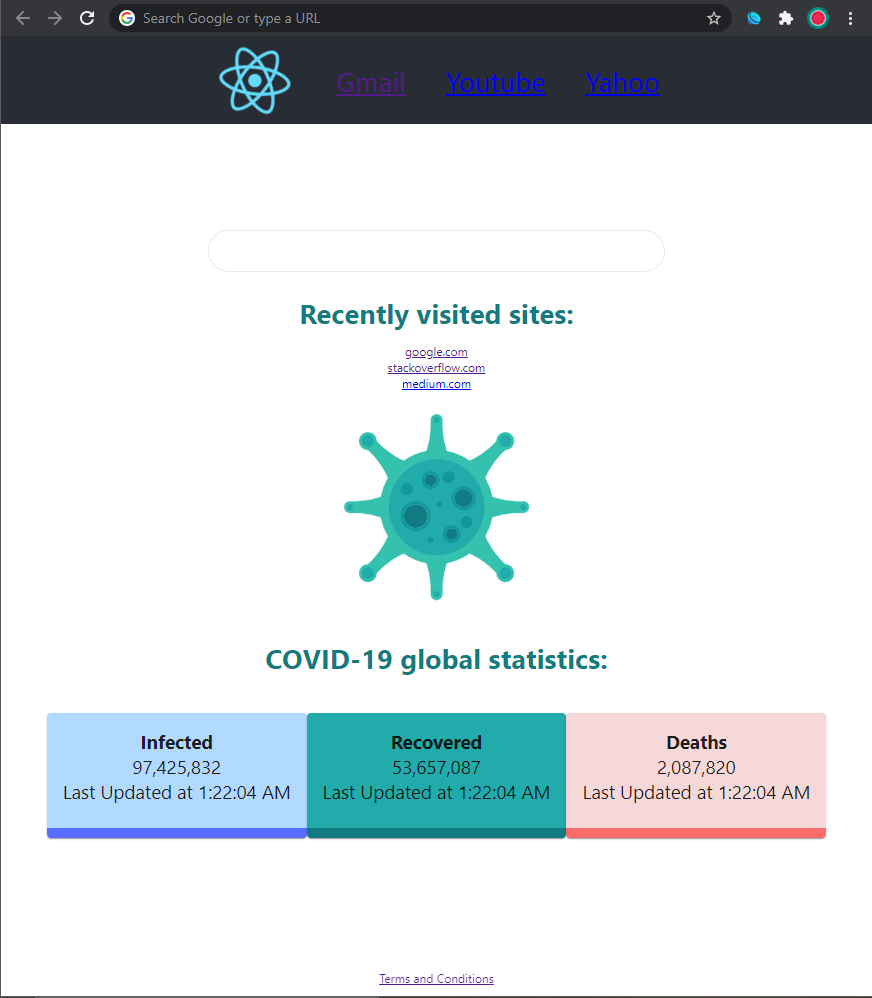 Search Google or type a URL
Gmail Youtube Yahoo
Recently visited sites:
google.com
stackoverflow.com
medium.com
COVID-19 global statistics:
Infected
97,425,832
Last Updated at 1:22:04 AM
Recovered
53,657,087
Last Updated at 1:22:04 AM
Deaths
2,087,820
Last Updated at 1:22:04 AM
Terms and Conditions